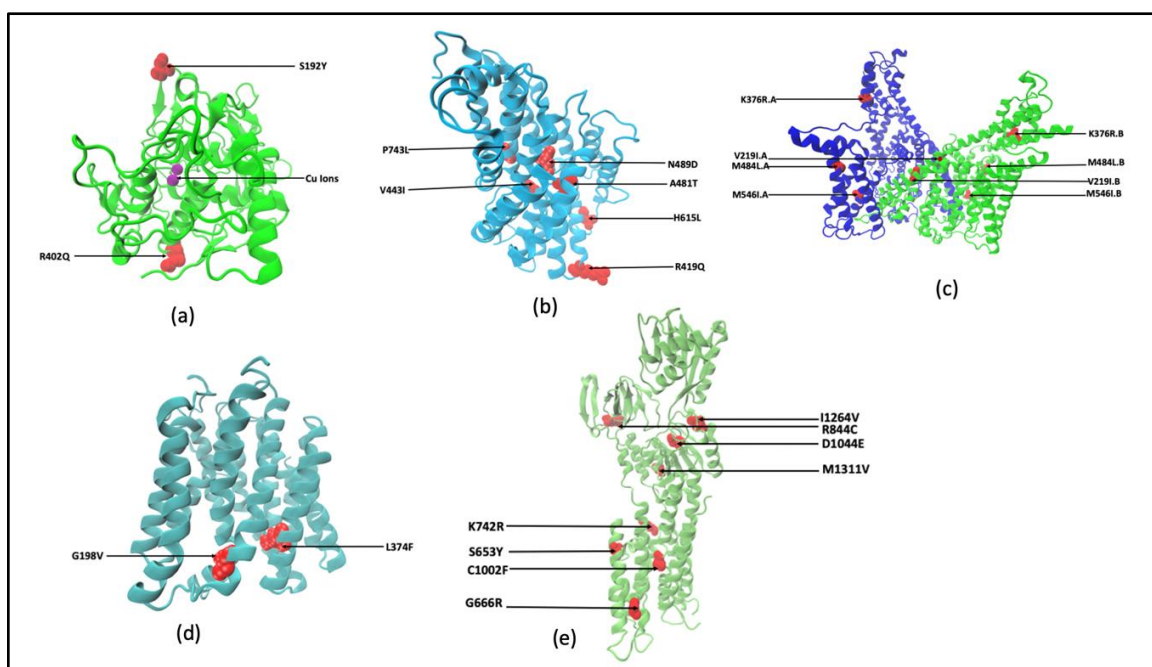 S192Y
Cu Ions
R402Q
(a)
P743L
V443I
N489D
A481T
H615L
R419Q
(b)
K376R.A
V219I.A
M484L.A
M546I.A
K376R.B
M484L.B
V219I.B
M546I.B
(c)
G198V
L374F
(d)
I1264V
R844C
D1044E
M1311V
K742R
S653Y
C1002F
G666R
(e)